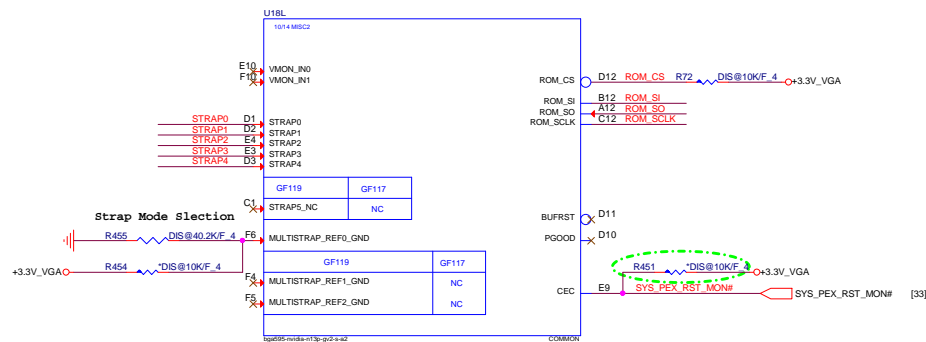 U18L
10/14 MISC2
E10 VMON_IN0
F10 VMON_IN1
ROM_CS D12 ROM_CS R72 DIS@10K/F_4 +3.3V_VGA
ROM_SI B12 ROM_SI
ROM_SO A12 ROM_SO
ROM_SCLK C12 ROM_SCLK
STRAP0 D1 STRAP0
STRAP1 D2 STRAP1
STRAP2 E4 STRAP2
STRAP3 E3 STRAP3
STRAP4 D3 STRAP4
GF119 GF117
C1 STRAP5_NC NC
Strap Mode Slection
BUFRST D11
PGOOD D10
R455 DIS@40.2K/F_4 F6 MULTISTRAP_REF0_GND
GF119 GF117
+3.3V_VGA R454 *DIS@10K/F_4
F4 MULTISTRAP_REF1_GND NC
F5 MULTISTRAP_REF2_GND NC
R451 *DIS@10K/F_4 +3.3V_VGA
CEC E9 SYS_PEX_RST_MON# SYS_PEX_RST_MON# [33]
bga595-nvidia-n13p-gv2-s-a2 COMMON